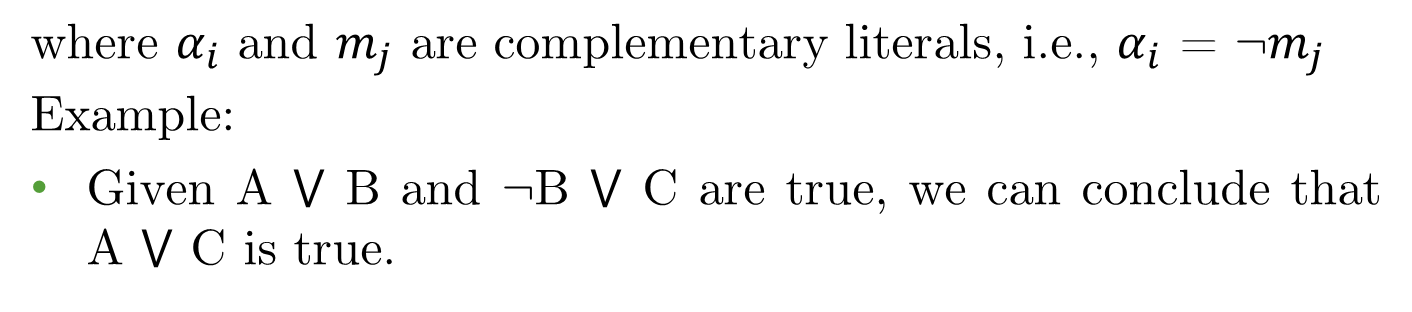 where αᵢ and mⱼ are complementary literals, i.e., αᵢ = ¬mⱼ
Example:
• Given A ∨ B and ¬B ∨ C are true, we can conclude that
A ∨ C is true.